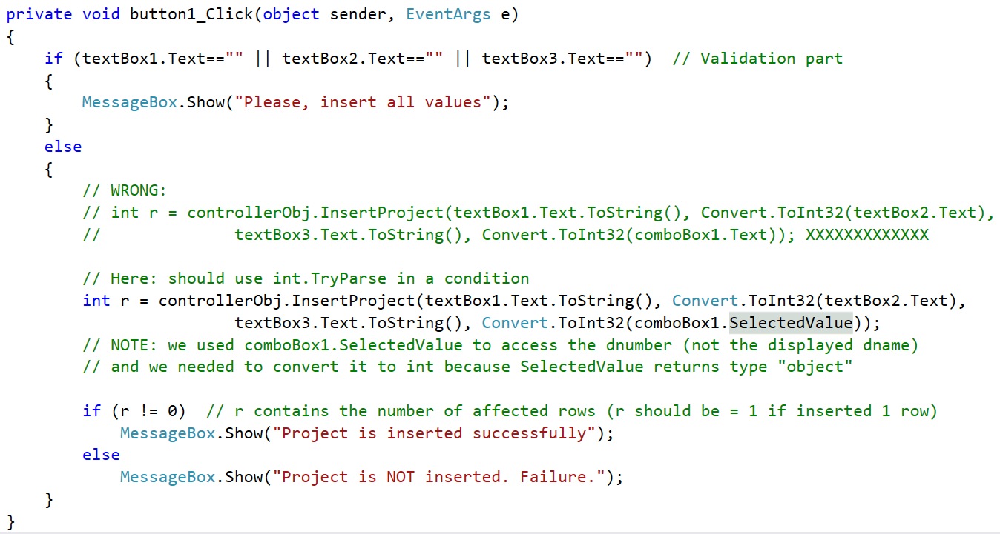 private void button1_Click(object sender, EventArgs e)
{
    if (textBox1.Text=="" || textBox2.Text=="" || textBox3.Text=="")  // Validation part
    {
        MessageBox.Show("Please, insert all values");
    }
    else
    {
        // WRONG:
        // int r = controllerObj.InsertProject(textBox1.Text.ToString(), Convert.ToInt32(textBox2.Text),
        //              textBox3.Text.ToString(), Convert.ToInt32(comboBox1.Text)); XXXXXXXXXXXXX

        // Here: should use int.TryParse in a condition
        int r = controllerObj.InsertProject(textBox1.Text.ToString(), Convert.ToInt32(textBox2.Text),
                        textBox3.Text.ToString(), Convert.ToInt32(comboBox1.SelectedValue));
        // NOTE: we used comboBox1.SelectedValue to access the dnumber (not the displayed dname)
        // and we needed to convert it to int because SelectedValue returns type "object"

        if (r != 0)  // r contains the number of affected rows (r should be = 1 if inserted 1 row)
            MessageBox.Show("Project is inserted successfully");
        else
            MessageBox.Show("Project is NOT inserted. Failure.");
    }
}